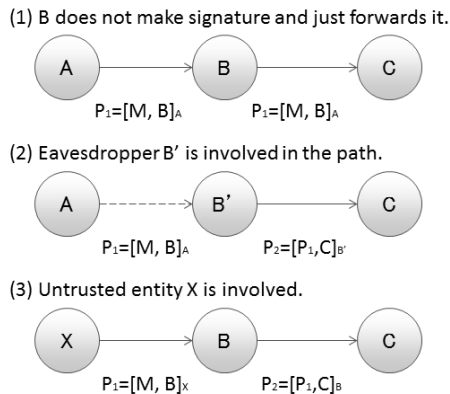 (1) B does not make signature and just forwards it.
A B C
P₁=[M, B]A P₁=[M, B]A
(2) Eavesdropper B' is involved in the path.
A B' C
P₁=[M, B]A P₂=[P₁,C]B'
(3) Untrusted entity X is involved.
X B C
P₁=[M, B]X P₂=[P₁,C]B